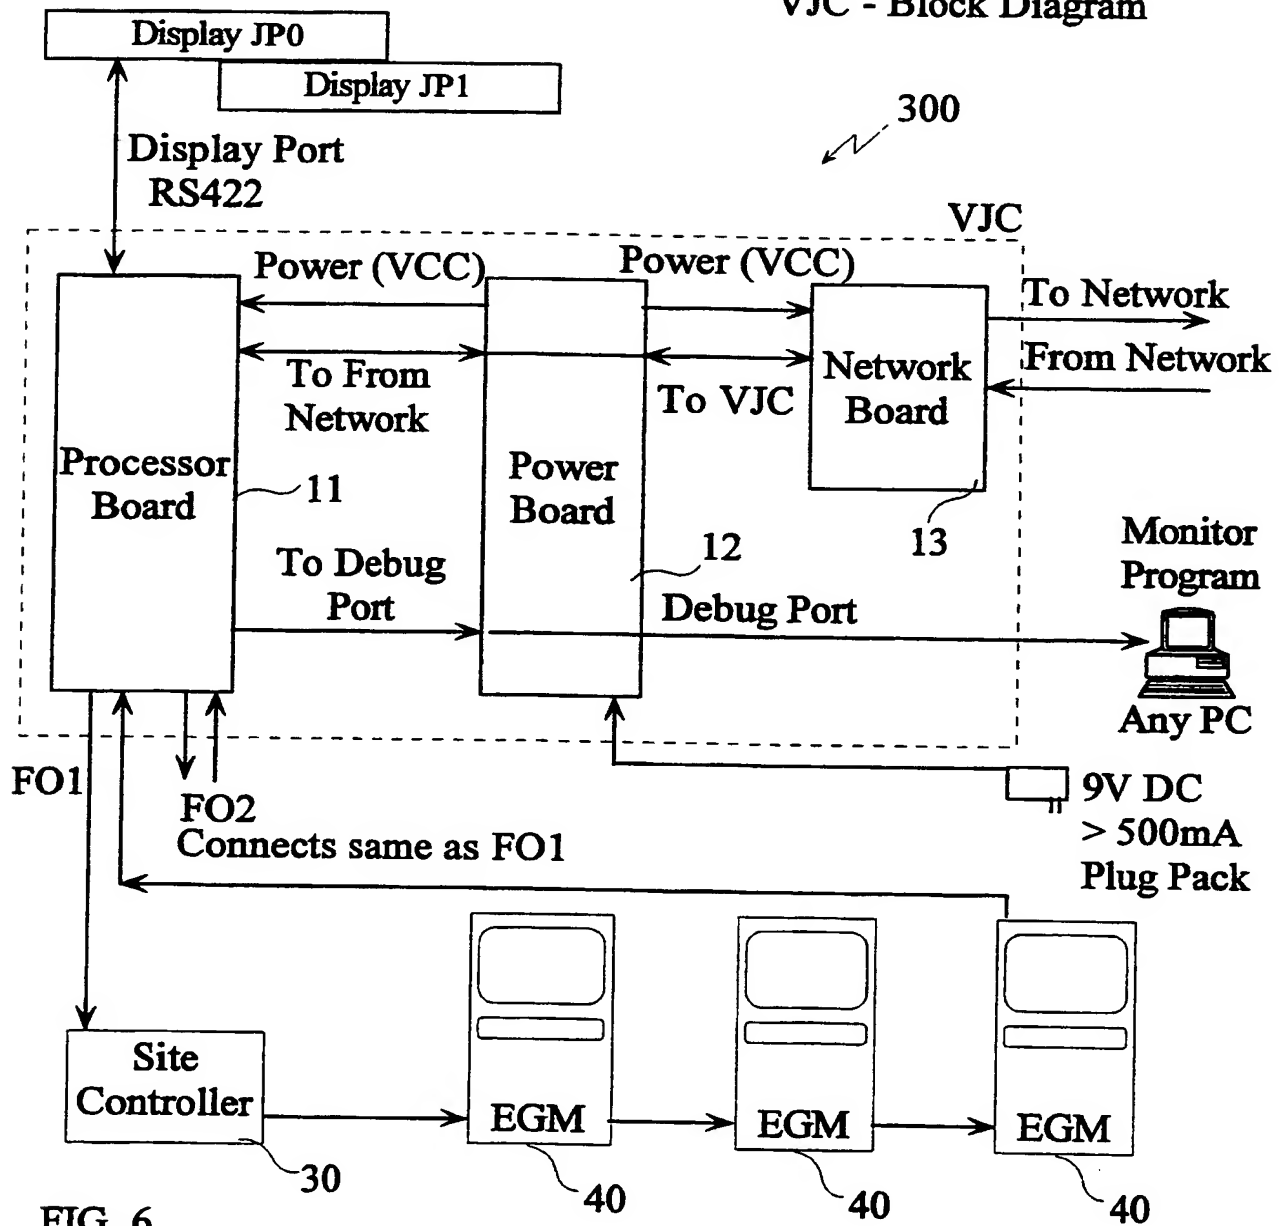 VJC - Block Diagram
Display JP0
Display JP1
300
Display Port
RS422
VJC
Power (VCC)
Power (VCC)
To Network
To From
Network
To VJC
Network
Board
From Network
Processor
Board
11
Power
Board
12
13
To Debug
Port
Debug Port
Monitor
Program
Any PC
FO1
FO2
Connects same as FO1
9V DC
> 500mA
Plug Pack
Site
Controller
EGM
EGM
EGM
30
40
40
40
FIG. 6